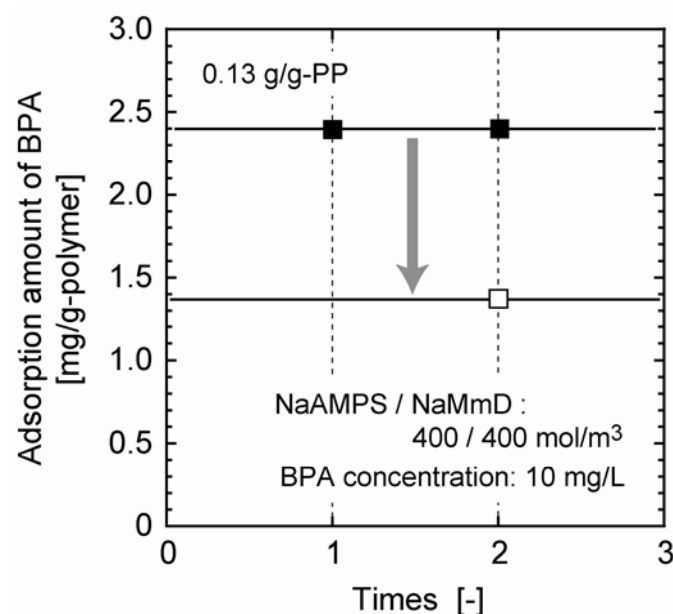 3.0
0.13 g/g-PP
2.5
2.0
1.5
1.0
NaAMPS / NaMmD :
400 / 400 mol/m³
0.5
BPA concentration: 10 mg/L
0
0 1 2 3
Times [-]
Adsorption amount of BPA
[mg/g-polymer]